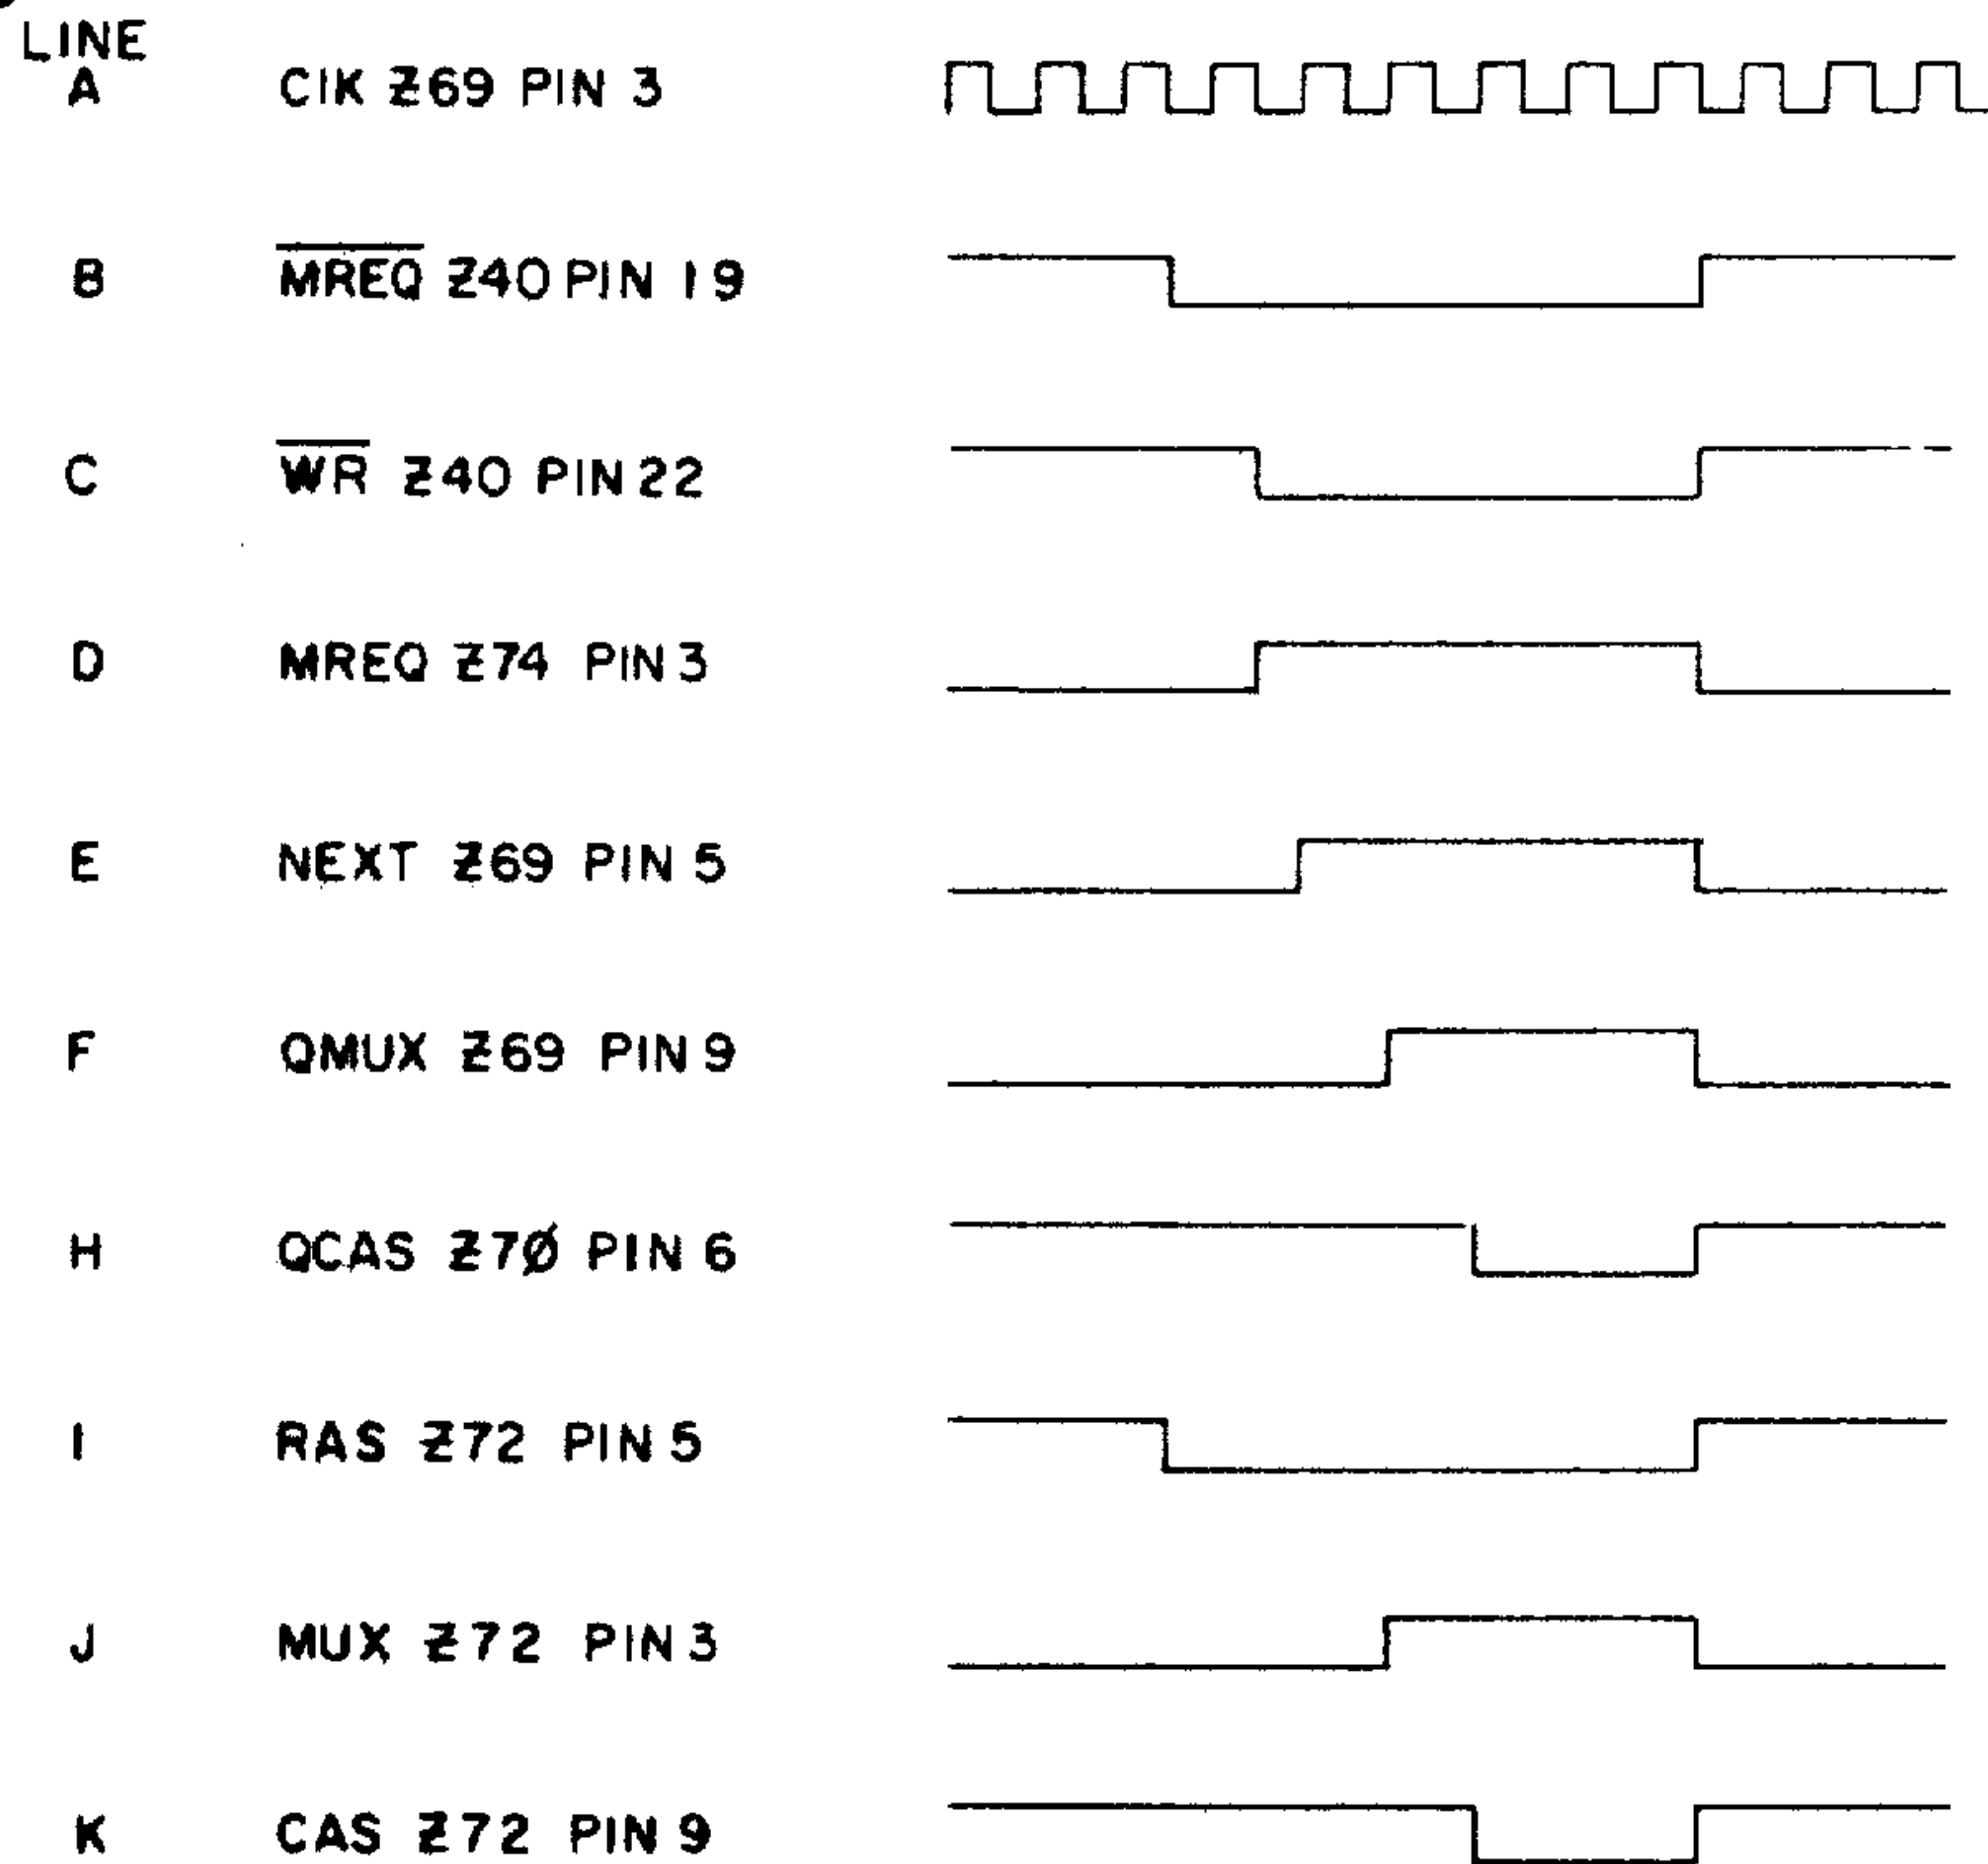 LINE
A CIK Z69 PIN 3
B MREQ Z40 PIN 19
C WR Z40 PIN 22
D MREQ Z74 PIN 3
E NEXT Z69 PIN 5
F QMUX Z69 PIN 9
H QCAS Z7Ø PIN 6
I RAS Z72 PIN 5
J MUX Z72 PIN 3
K CAS Z72 PIN 9